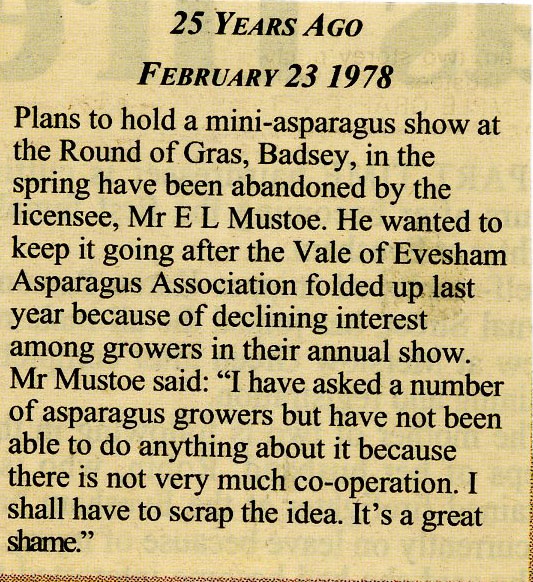 25 YEARS AGO
FEBRUARY 23 1978
Plans to hold a mini-asparagus show at
the Round of Gras, Badsey, in the
spring have been abandoned by the
licensee, Mr E L Mustoe. He wanted to
keep it going after the Vale of Evesham
Asparagus Association folded up last
year because of declining interest
among growers in their annual show.
Mr Mustoe said: “I have asked a number
of asparagus growers but have not been
able to do anything about it because
there is not very much co-operation. I
shall have to scrap the idea. It’s a great
shame.”